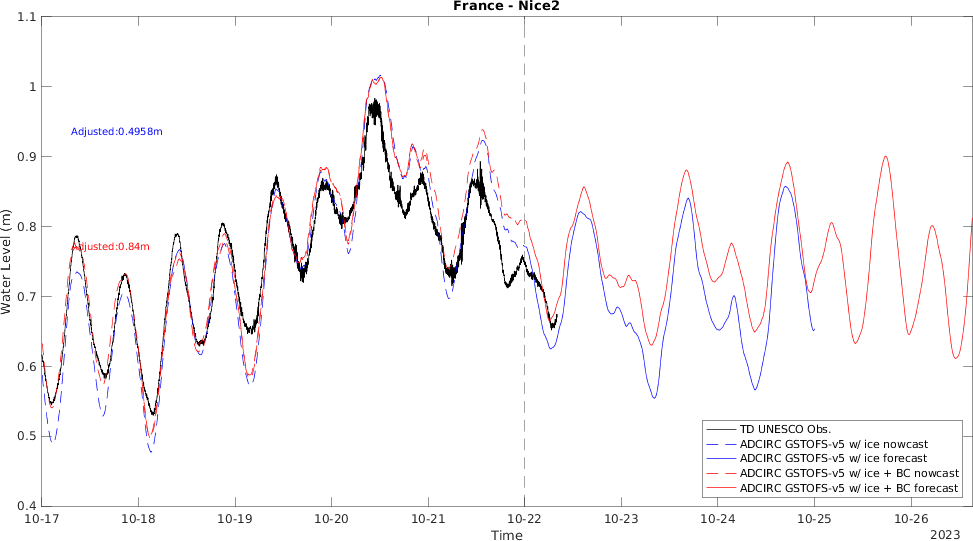 France - Nice2
1.1
1
0.9
0.8
0.7
0.6
0.5
0.4
Water Level (m)
Adjusted:0.4958m
Adjusted:0.84m
TD UNESCO Obs.
ADCIRC GSTOFS-v5 w/ ice nowcast
ADCIRC GSTOFS-v5 w/ ice forecast
ADCIRC GSTOFS-v5 w/ ice + BC nowcast
ADCIRC GSTOFS-v5 w/ ice + BC forecast
10-17 10-18 10-19 10-20 10-21 10-22 10-23 10-24 10-25 10-26
Time
2023